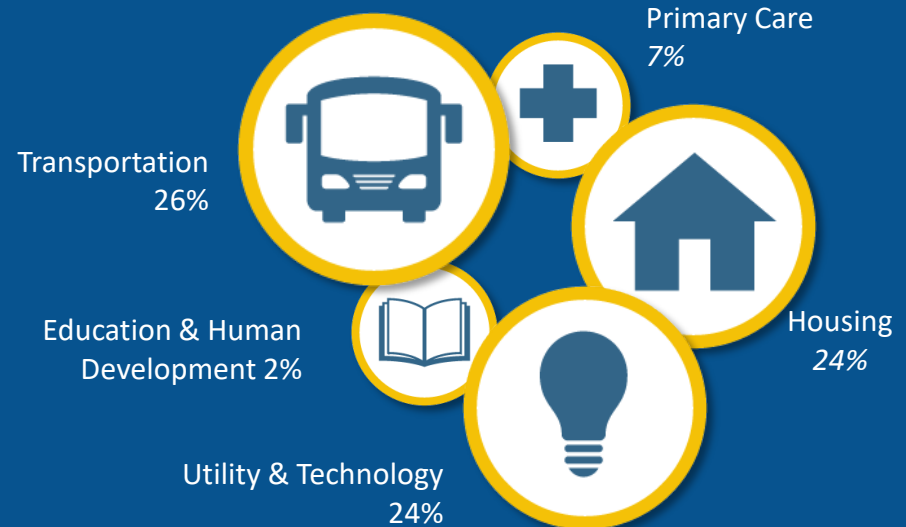 Primary Care
7%
Transportation
26%
Housing
24%
Education & Human
Development 2%
Utility & Technology
24%